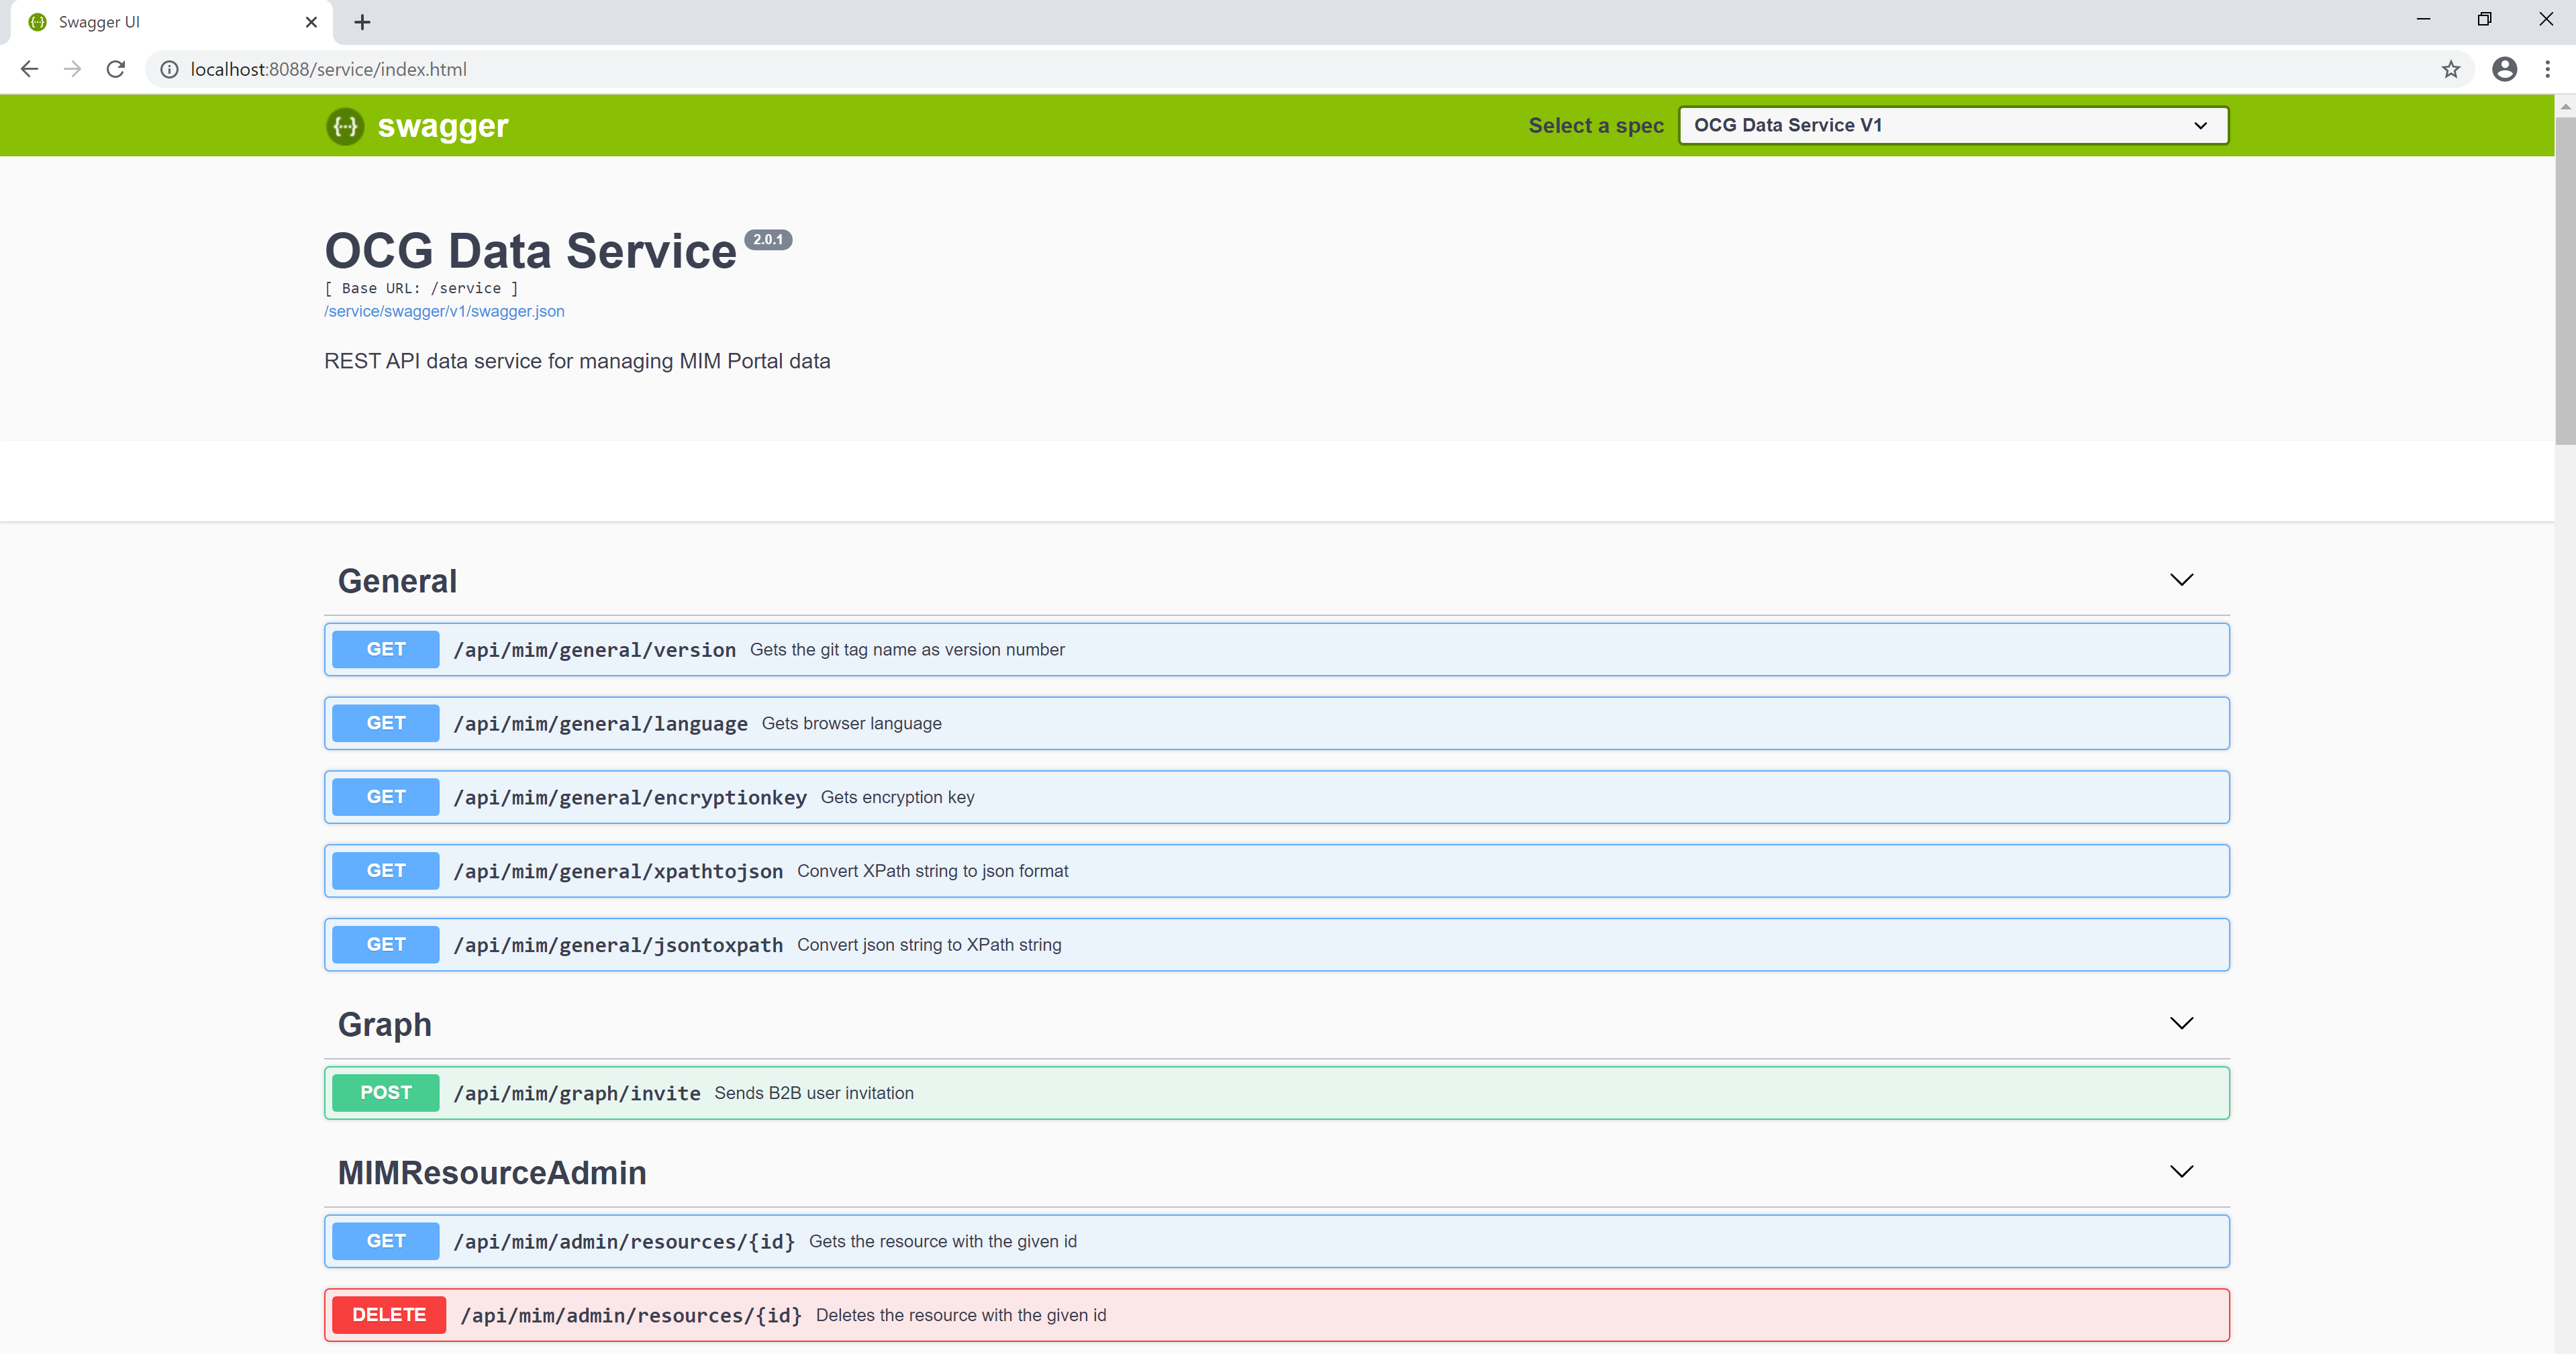 Swagger UI
localhost:8088/service/index.html
{...} swagger
Select a spec
OCG Data Service V1
OCG Data Service 2.0.1
[ Base URL: /service ]
/service/swagger/v1/swagger.json
REST API data service for managing MIM Portal data
General
GET /api/mim/general/version Gets the git tag name as version number
GET /api/mim/general/language Gets browser language
GET /api/mim/general/encryptionkey Gets encryption key
GET /api/mim/general/xpathtojson Convert XPath string to json format
GET /api/mim/general/jsontoxpath Convert json string to XPath string
Graph
POST /api/mim/graph/invite Sends B2B user invitation
MIMResourceAdmin
GET /api/mim/admin/resources/{id} Gets the resource with the given id
DELETE /api/mim/admin/resources/{id} Deletes the resource with the given id